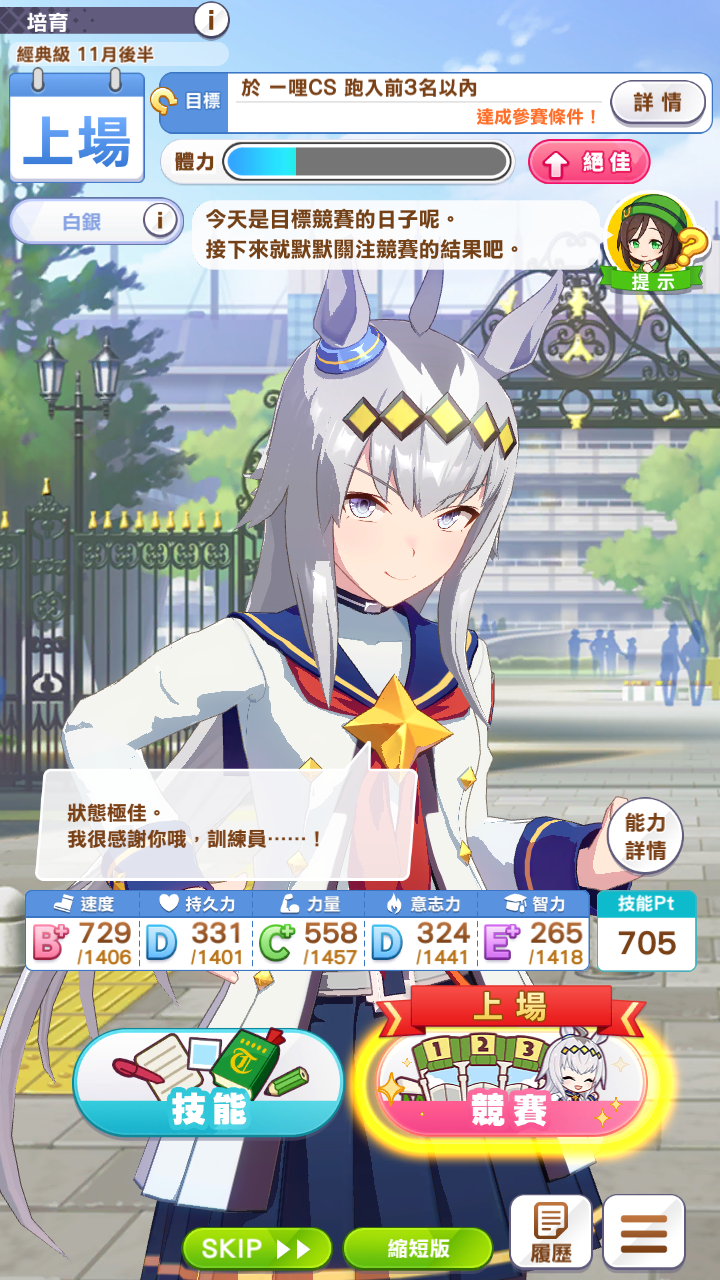 培育
i
經典級 11月後半
上場
目標
於 一哩CS 跑入前3名以內
達成參賽條件！
詳情
體力
絕佳
白銀
i
今天是目標競賽的日子呢。
接下來就默默關注競賽的結果吧。
?
提示
狀態極佳。
我很感謝你哦，訓練員⋯⋯！
能力
詳情
速度 持久力 力量 意志力 智力 技能Pt
B+ 729 D 331 C+ 558 D 324 E+ 265 705
/1406 /1401 /1457 /1441 /1418
上場
1 2 3
T
技能
競賽
SKIP
縮短版
履歷